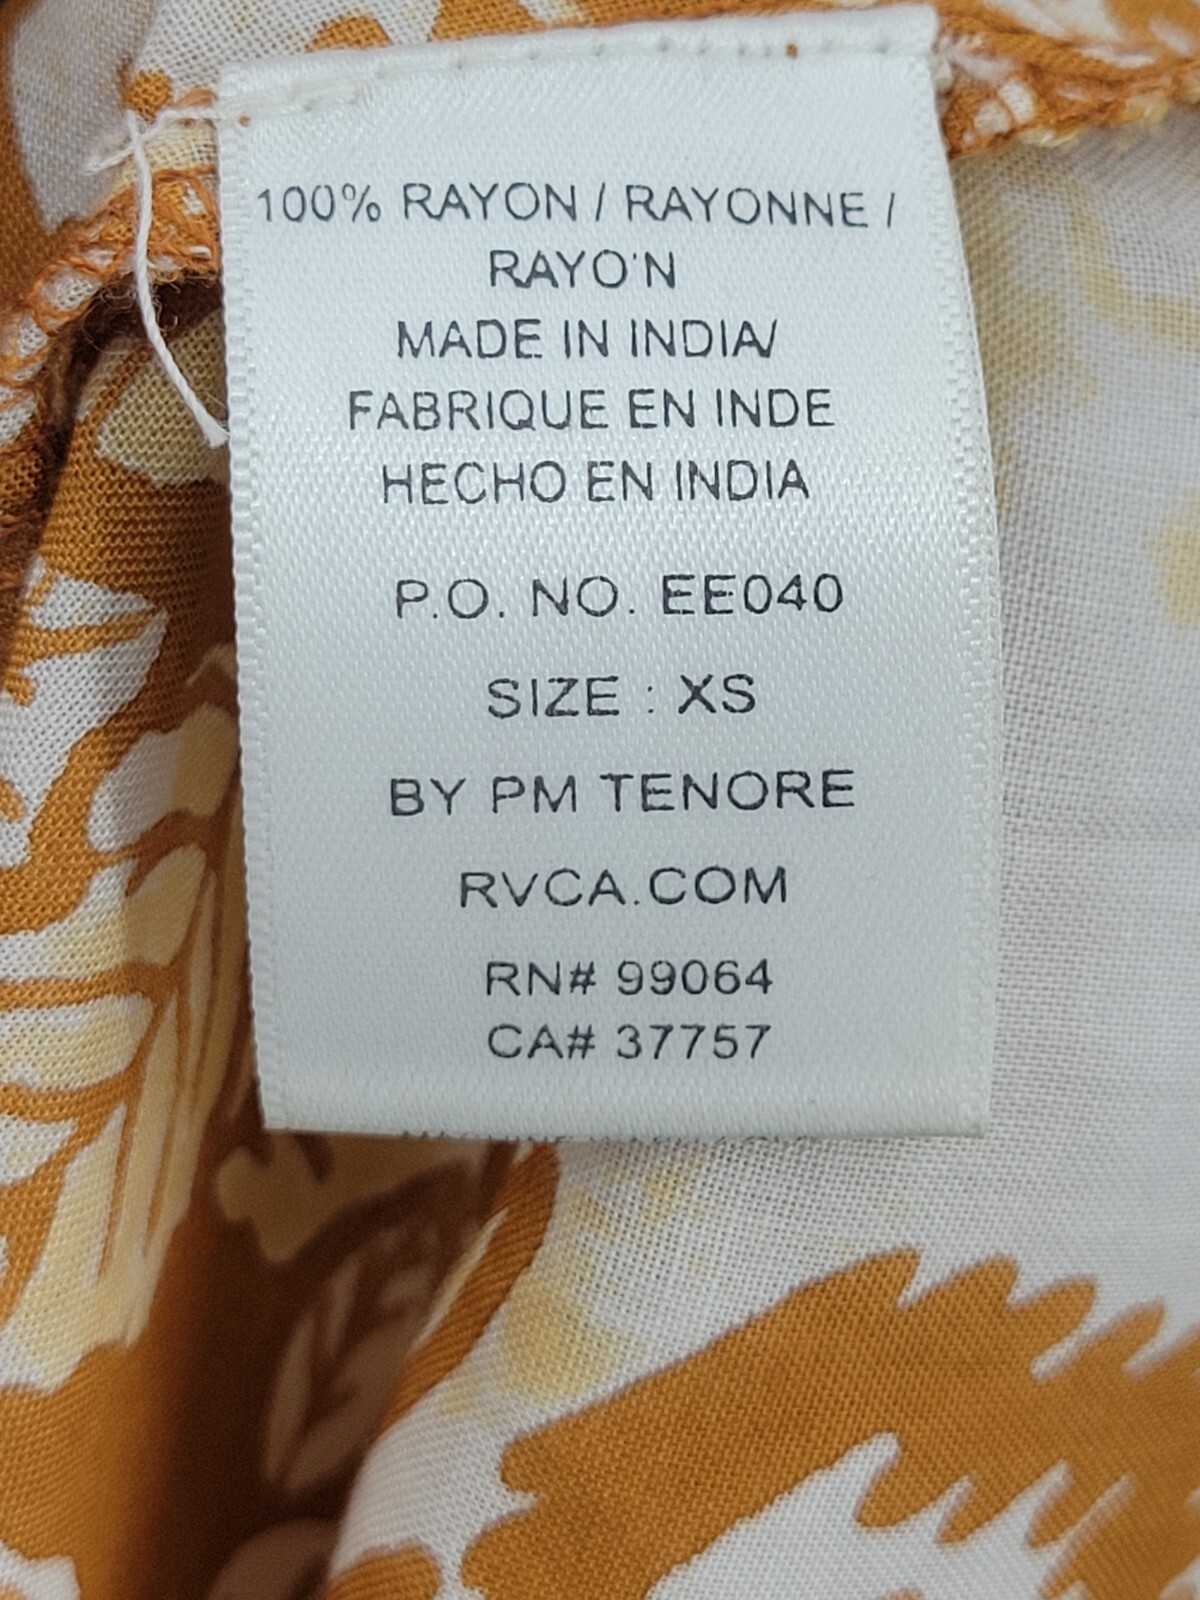 100% RAYON / RAYONNE /
RAYO'N
MADE IN INDIA/
FABRIQUE EN INDE
HECHO EN INDIA
P.O. NO. EE040
SIZE : XS
BY PM TENORE
RVCA.COM
RN# 99064
CA# 37757